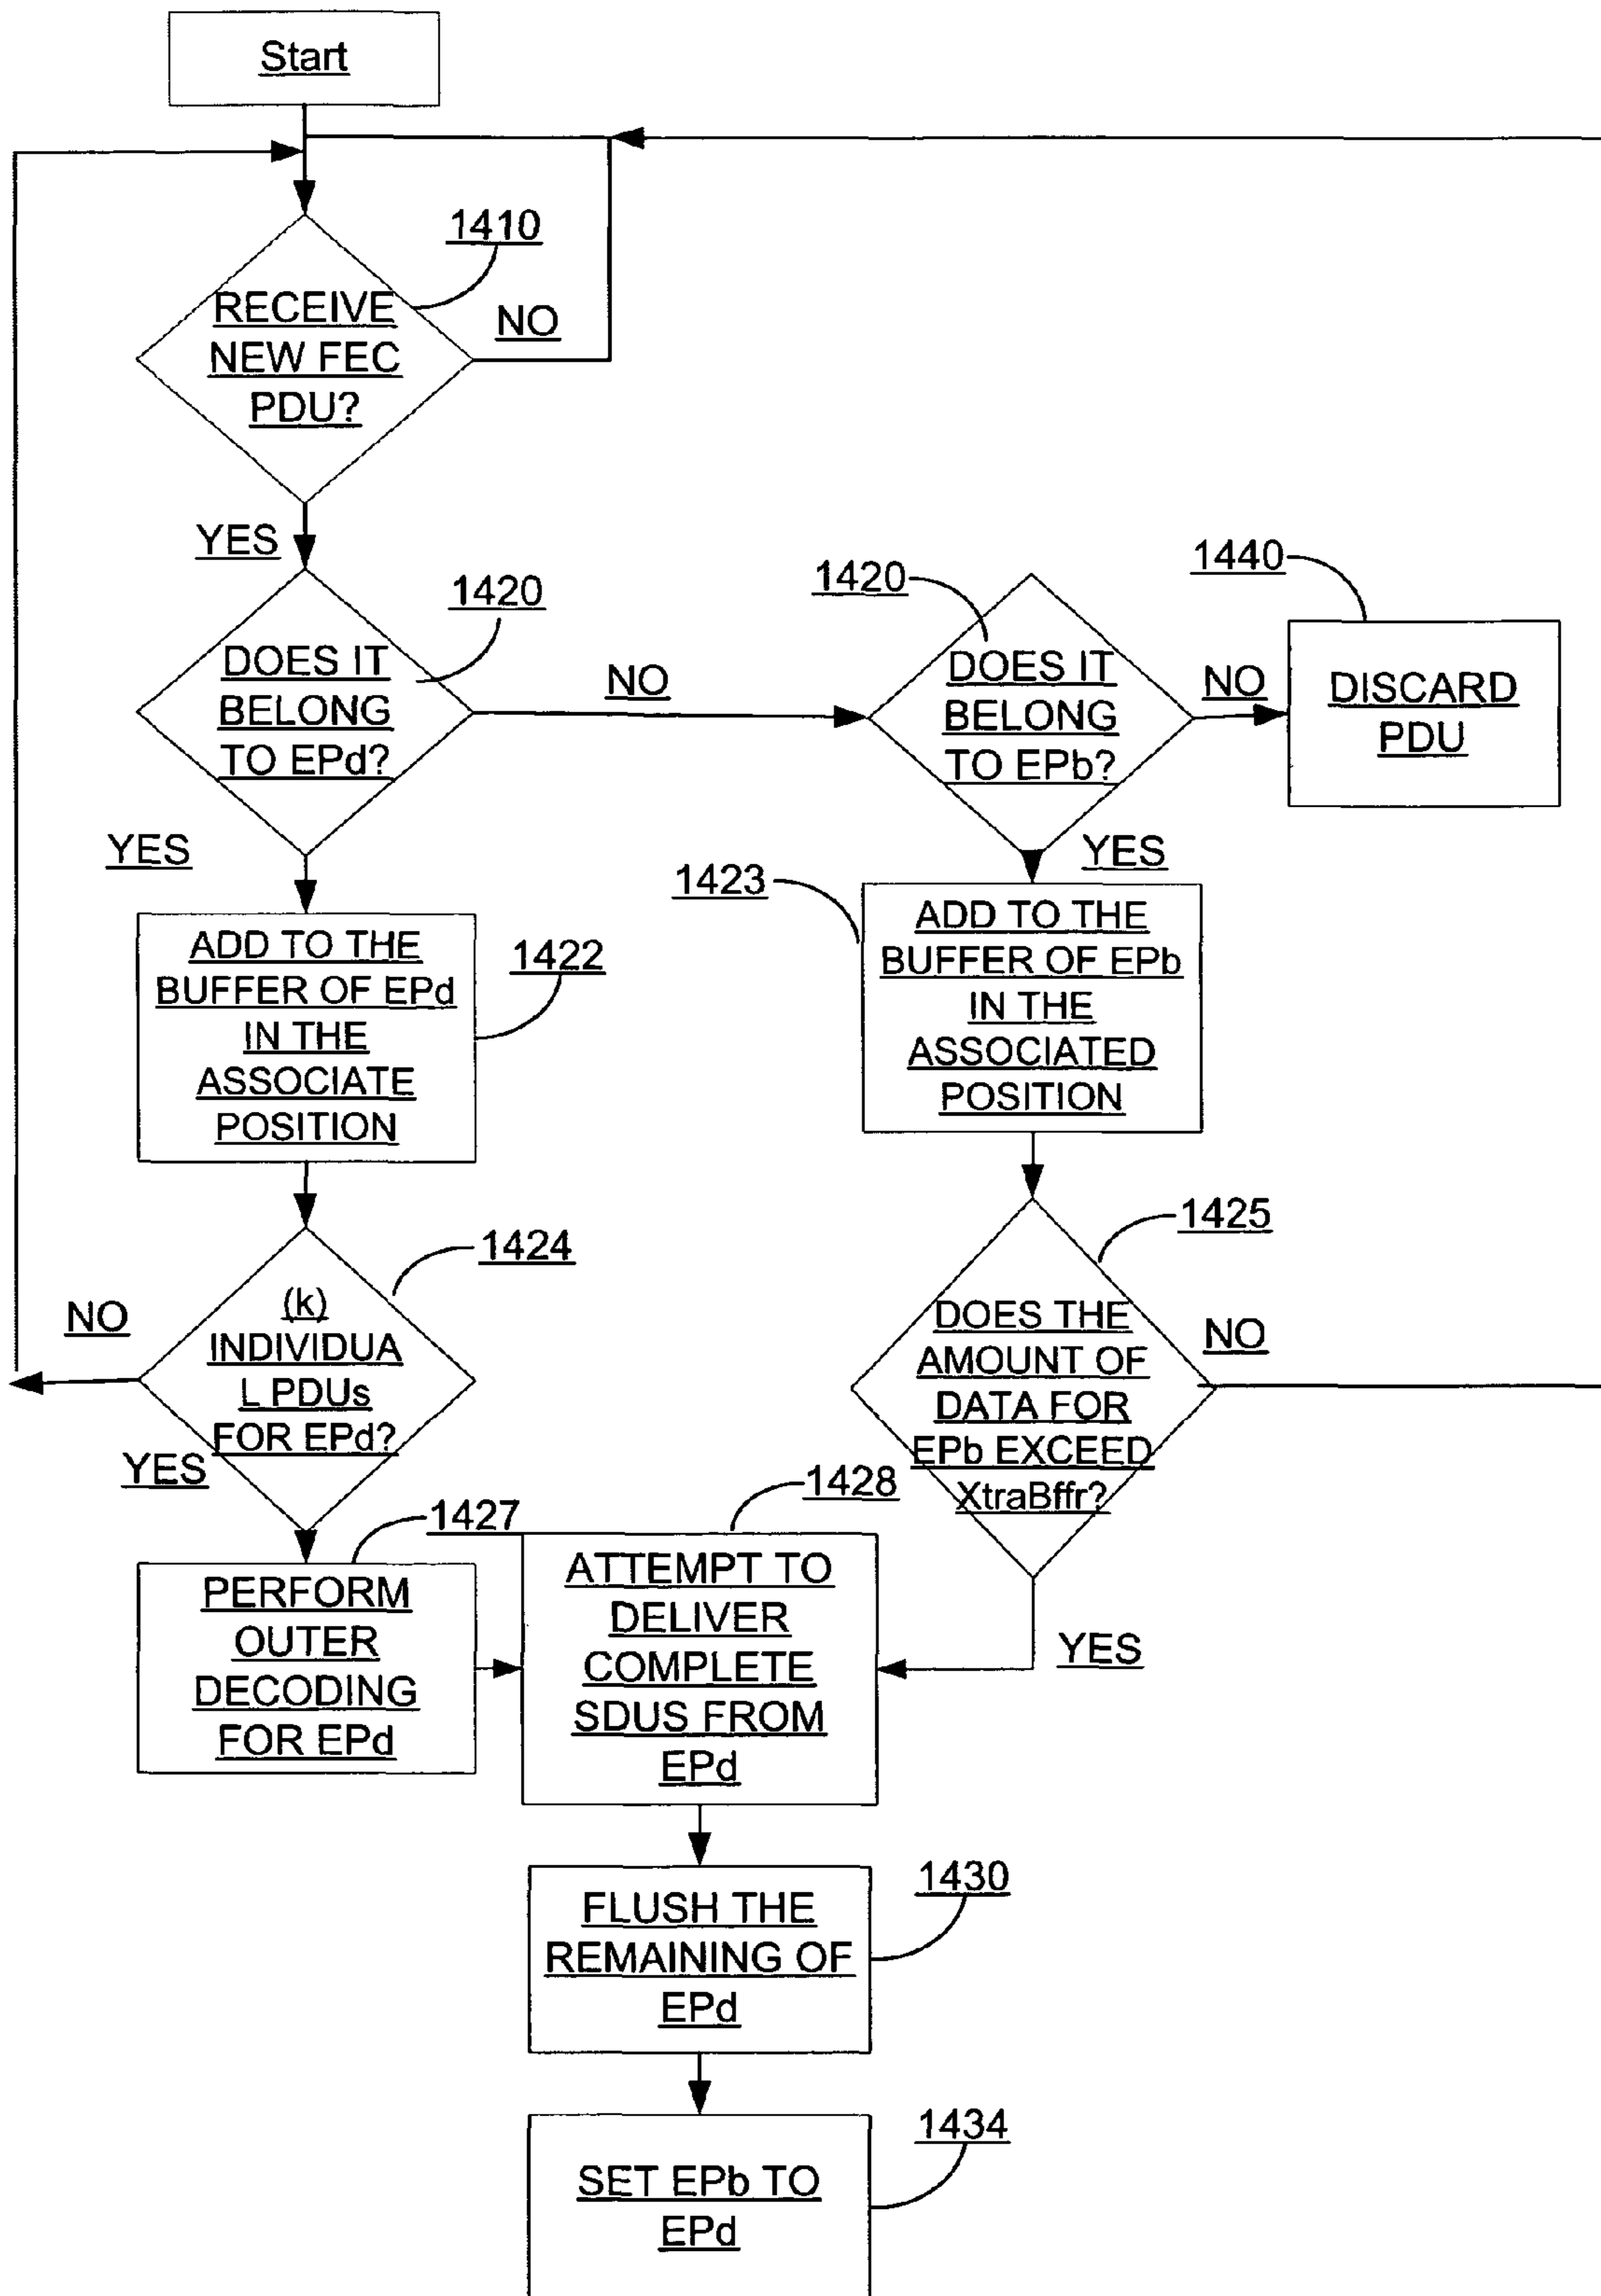 Start
1410
RECEIVE
NEW FEC
PDU?
NO
YES
1420
DOES IT
BELONG
TO EPd?
NO
1420
DOES IT
BELONG
TO EPb?
NO
1440
DISCARD
PDU
YES
YES
1422
ADD TO THE
BUFFER OF EPd
IN THE
ASSOCIATE
POSITION
1423
ADD TO THE
BUFFER OF EPb
IN THE
ASSOCIATED
POSITION
1424
(k)
INDIVIDUA
L PDUs
FOR EPd?
NO
YES
1425
DOES THE
AMOUNT OF
DATA FOR
EPb EXCEED
XtraBffr?
NO
YES
1427
PERFORM
OUTER
DECODING
FOR EPd
1428
ATTEMPT TO
DELIVER
COMPLETE
SDUS FROM
EPd
1430
FLUSH THE
REMAINING OF
EPd
1434
SET EPb TO
EPd